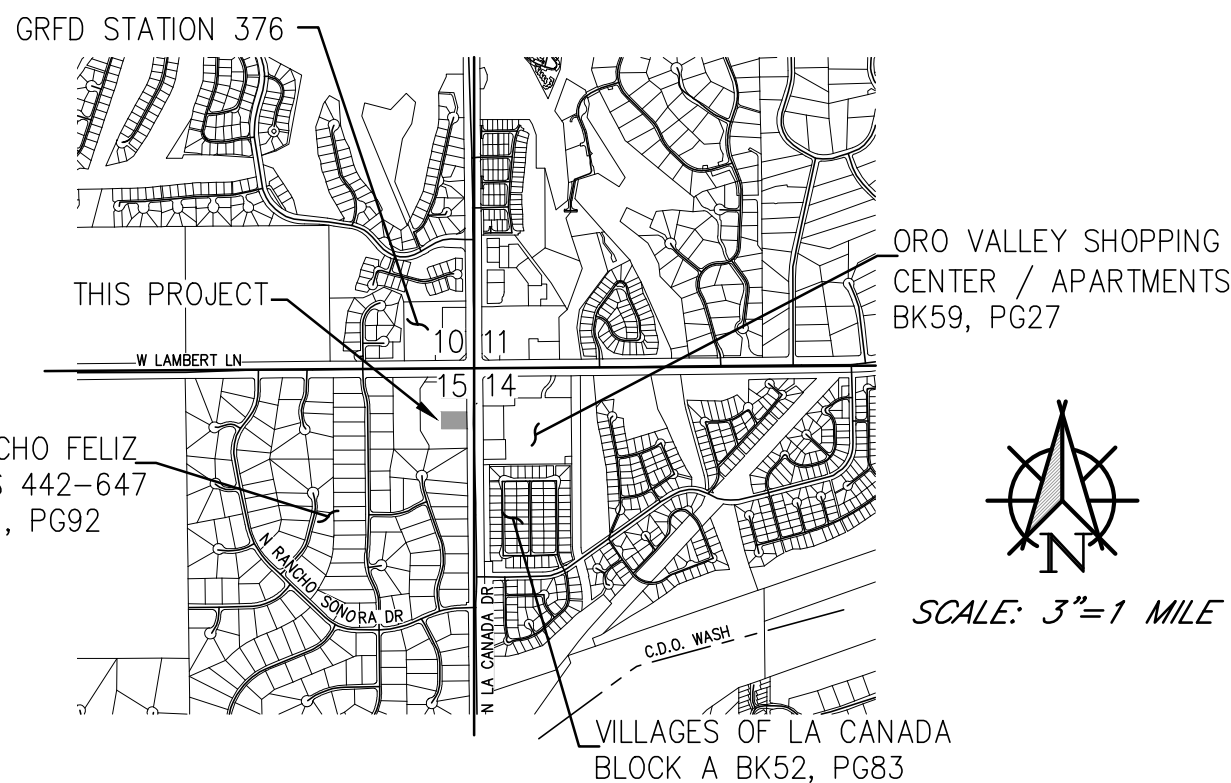 GRFD STATION 376
ORO VALLEY SHOPPING
CENTER / APARTMENTS
BK59, PG27
THIS PROJECT
10 11
W LAMBERT LN
15 14
CHO FELIZ
442-647
, PG92
N RANCHO SONORA DR
N LA CANADA DR
C.D.O. WASH
N
SCALE: 3"=1 MILE
VILLAGES OF LA CANADA
BLOCK A BK52, PG83